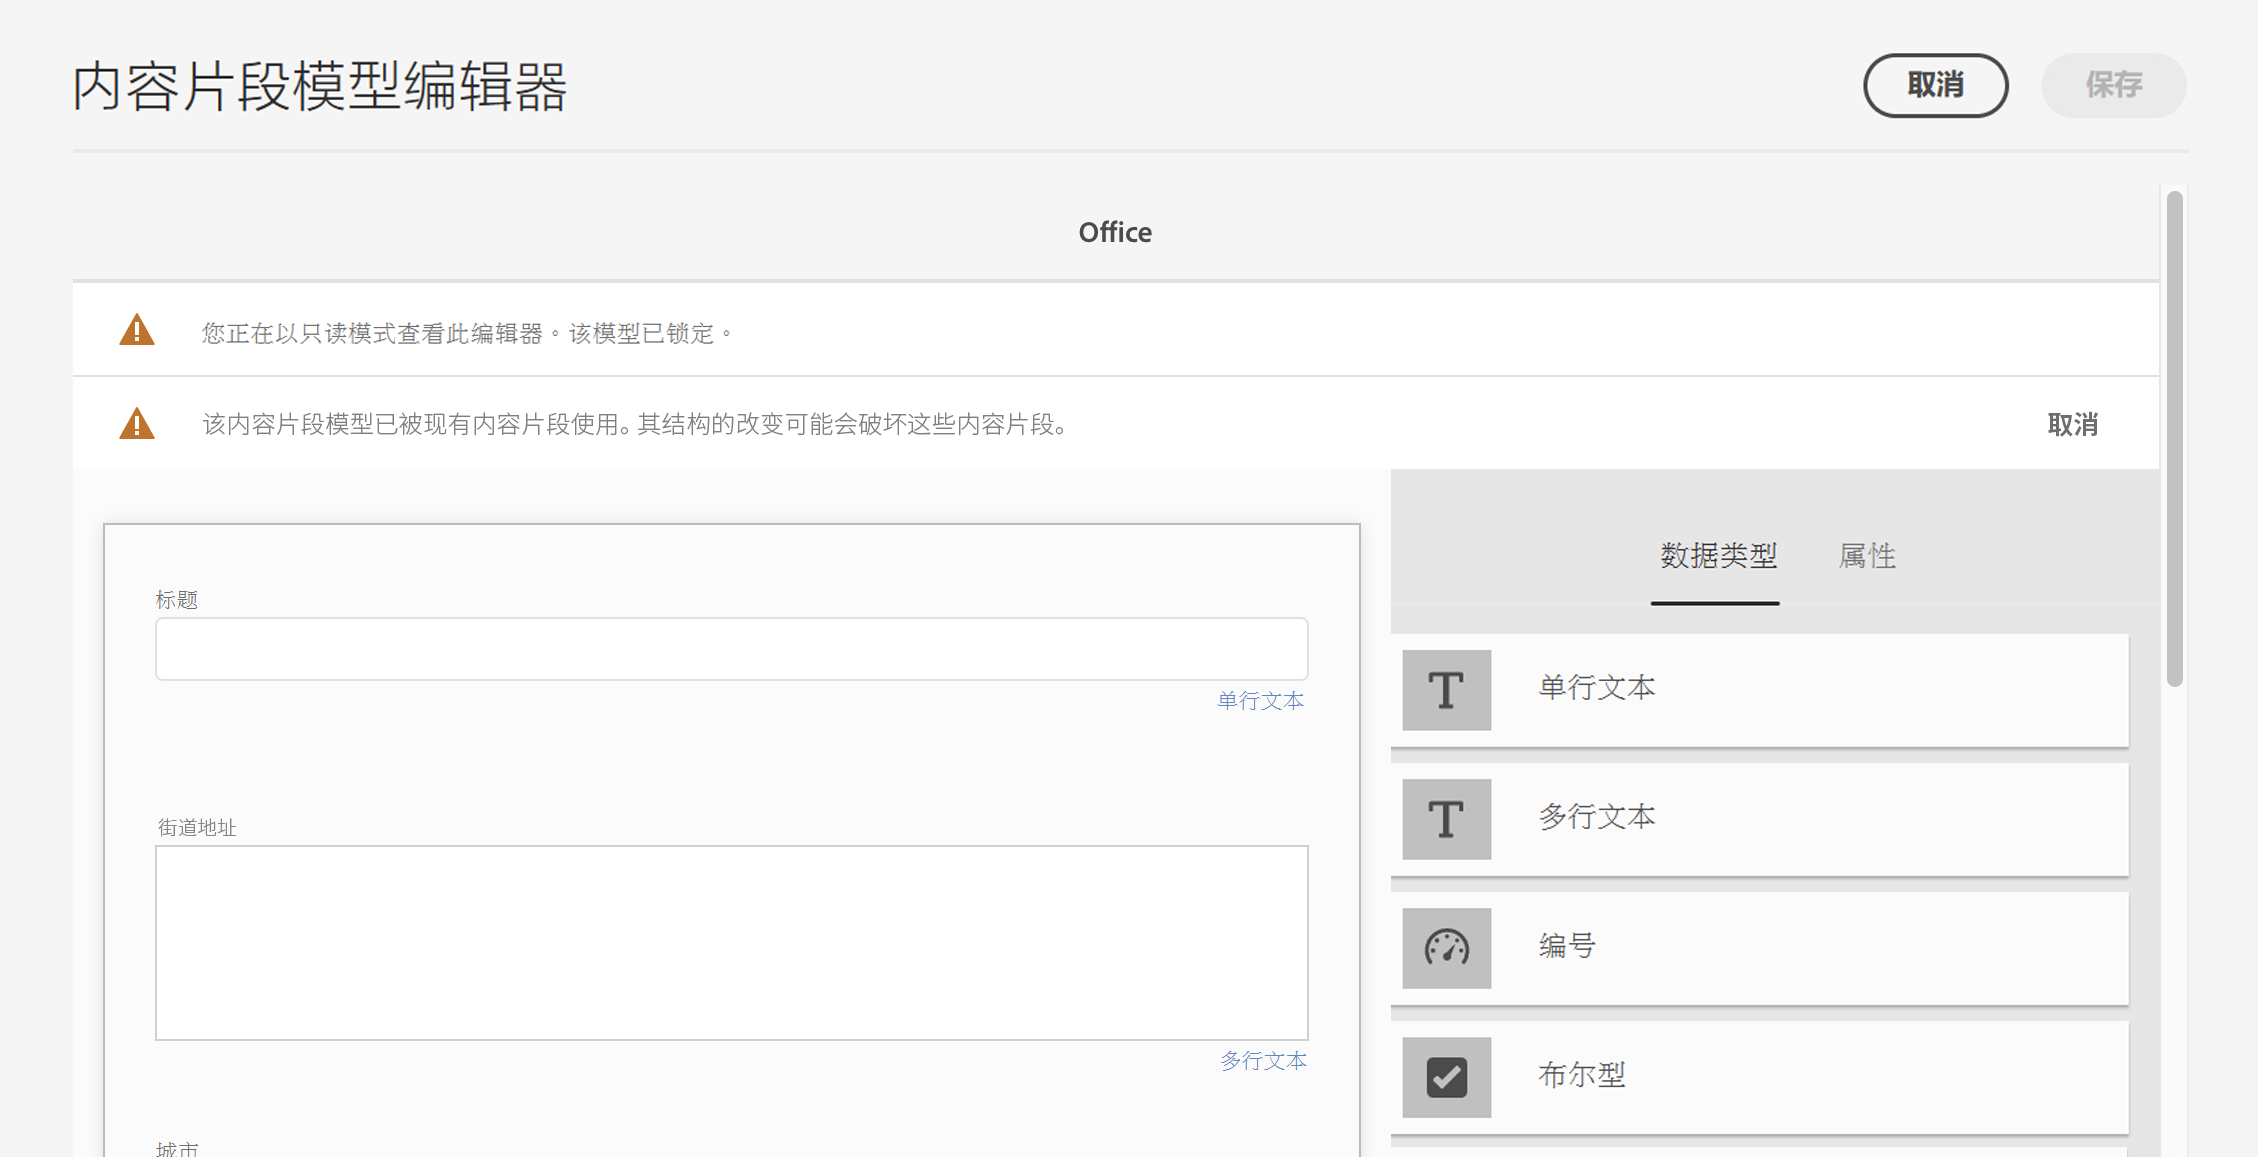 内容片段模型编辑器
取消
保存
Office
您正在以只读模式查看此编辑器。该模型已锁定。
该内容片段模型已被现有内容片段使用。其结构的改变可能会破坏这些内容片段。
取消
标题
单行文本
街道地址
多行文本
城市
数据类型
属性
单行文本
多行文本
编号
布尔型